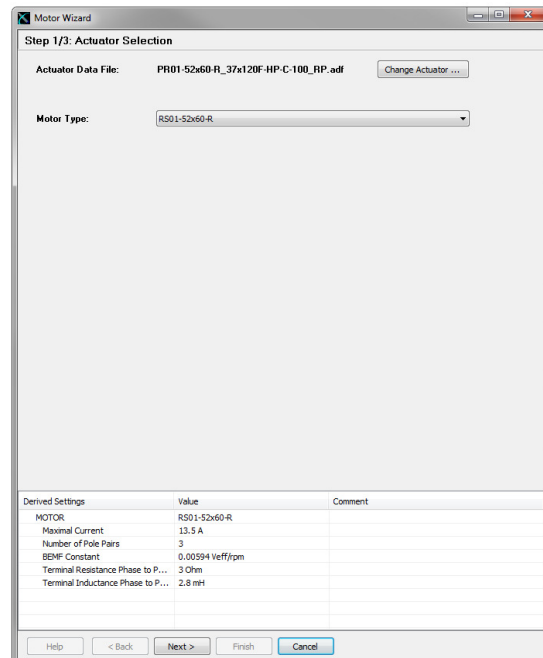 Motor Wizard
Step 1/3: Actuator Selection
Actuator Data File: PR01-52x60-R_37x120F-HP-C-100_RP.adf Change Actuator ...
Motor Type: RS01-52x60-R
Derived Settings Value Comment
MOTOR RS01-52x60-R
Maximal Current 13.5 A
Number of Pole Pairs 3
BEMF Constant 0.00594 Veff/rpm
Terminal Resistance Phase to P... 3 Ohm
Terminal Inductance Phase to P... 2.8 mH
Help < Back Next > Finish Cancel